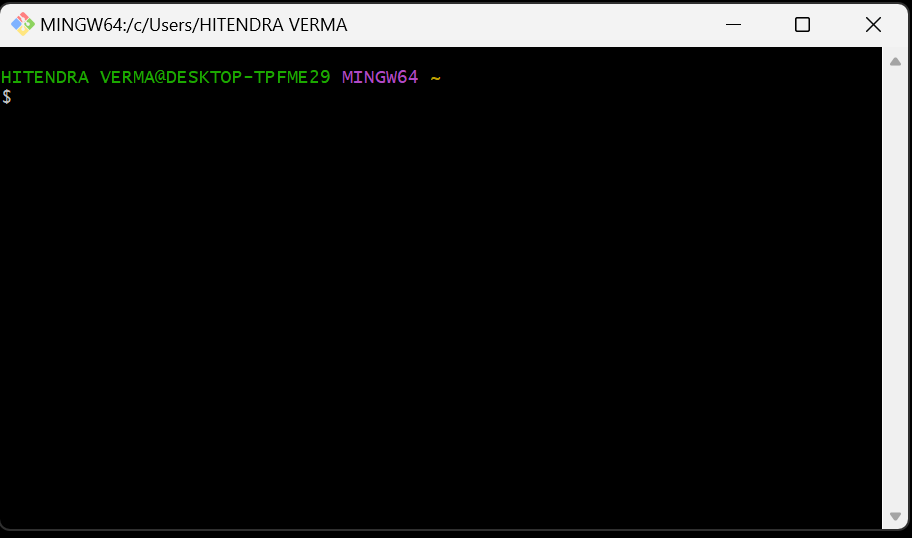 MINGW64:/c/Users/HITENDRA VERMA
HITENDRA VERMA@DESKTOP-TPFME29 MINGW64 ~
$